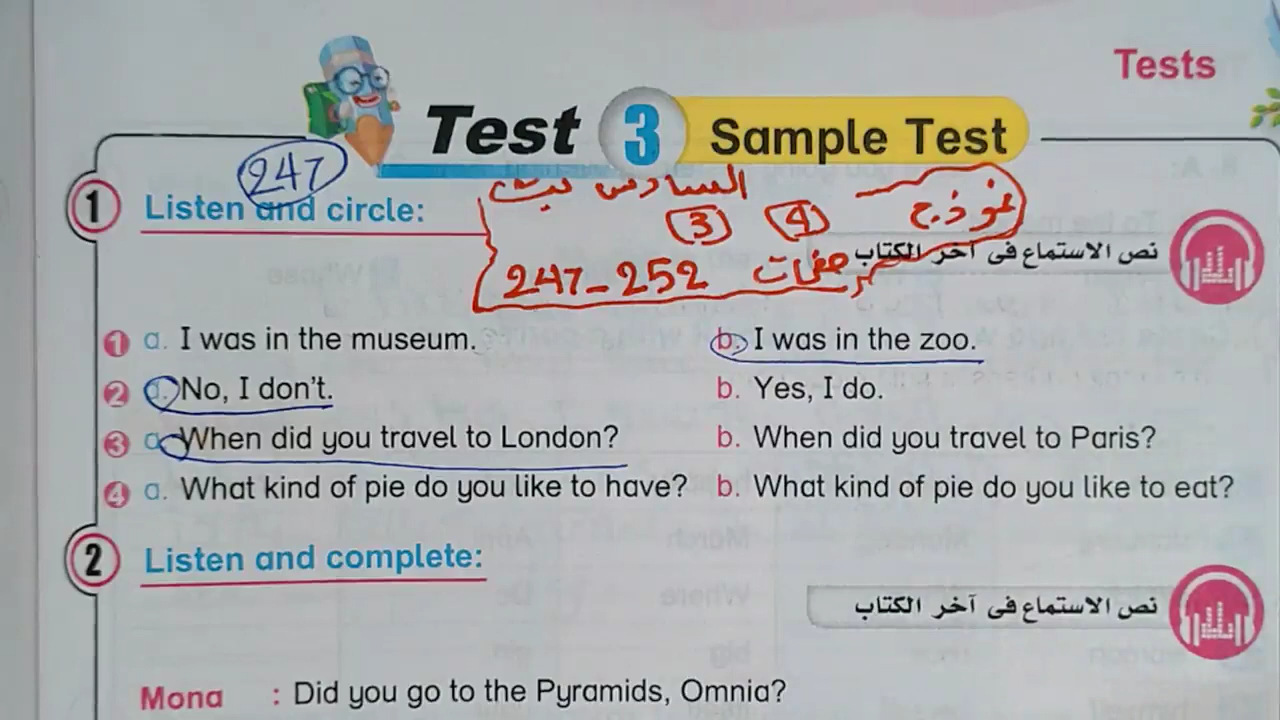 Tests
Test 3 Sample Test
247
1 Listen and circle:
السادس ت
نموذج 3 4
صفحات 247-252
نص الاستماع فى آخر الكتاب
1 a. I was in the museum. b. I was in the zoo.
2 a. No, I don't. b. Yes, I do.
3 a. When did you travel to London? b. When did you travel to Paris?
4 a. What kind of pie do you like to have? b. What kind of pie do you like to eat?
2 Listen and complete:
نص الاستماع فى آخر الكتاب
Mona : Did you go to the Pyramids, Omnia?